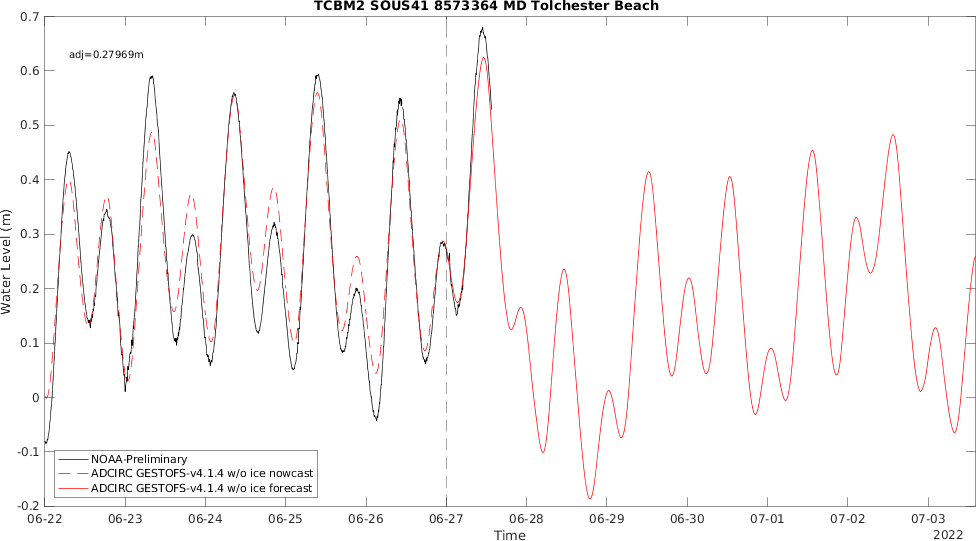 TCBM2 SOUS41 8573364 MD Tolchester Beach
0.7
adj=0.27969m
0.6
0.5
0.4
0.3
0.2
0.1
0
-0.1
-0.2
Water Level (m)
NOAA-Preliminary
ADCIRC GESTOFS-v4.1.4 w/o ice nowcast
ADCIRC GESTOFS-v4.1.4 w/o ice forecast
06-22 06-23 06-24 06-25 06-26 06-27 06-28 06-29 06-30 07-01 07-02 07-03
Time
2022